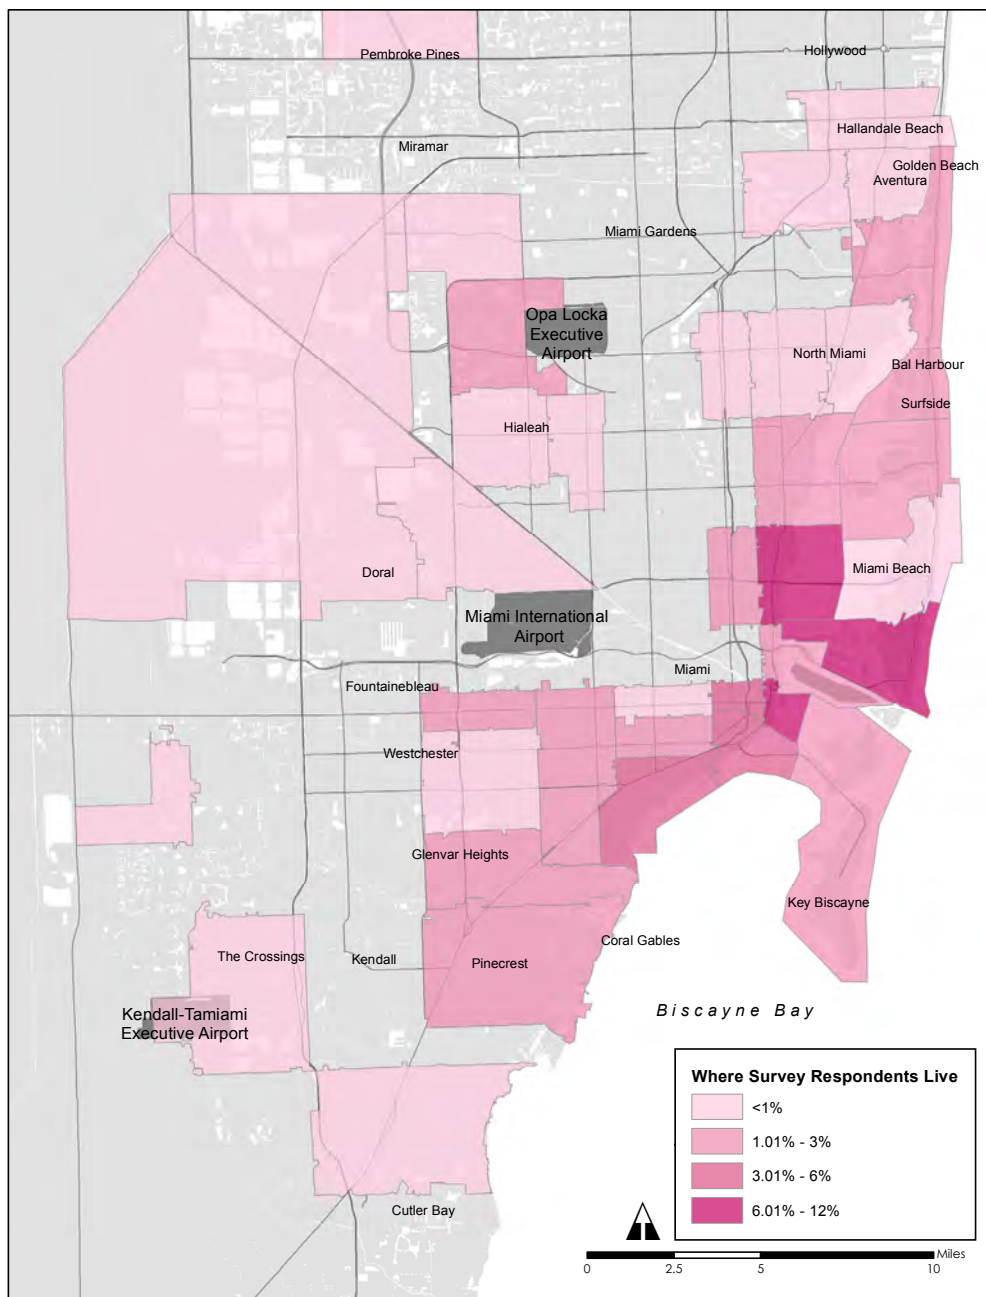 Pembroke Pines
Hollywood
Hallandale Beach
Miramar
Golden Beach
Aventura
Miami Gardens
Opa Locka
Executive
Airport
North Miami
Bal Harbour
Surfside
Hialeah
Doral
Miami Beach
Miami International
Airport
Miami
Fountainebleau
Westchester
Glenvar Heights
Key Biscayne
Coral Gables
The Crossings
Kendall
Pinecrest
Kendall-Tamiami
Executive Airport
Biscayne Bay
Where Survey Respondents Live
<1%
1.01% - 3%
3.01% - 6%
6.01% - 12%
Cutler Bay
Miles
0 2.5 5 10